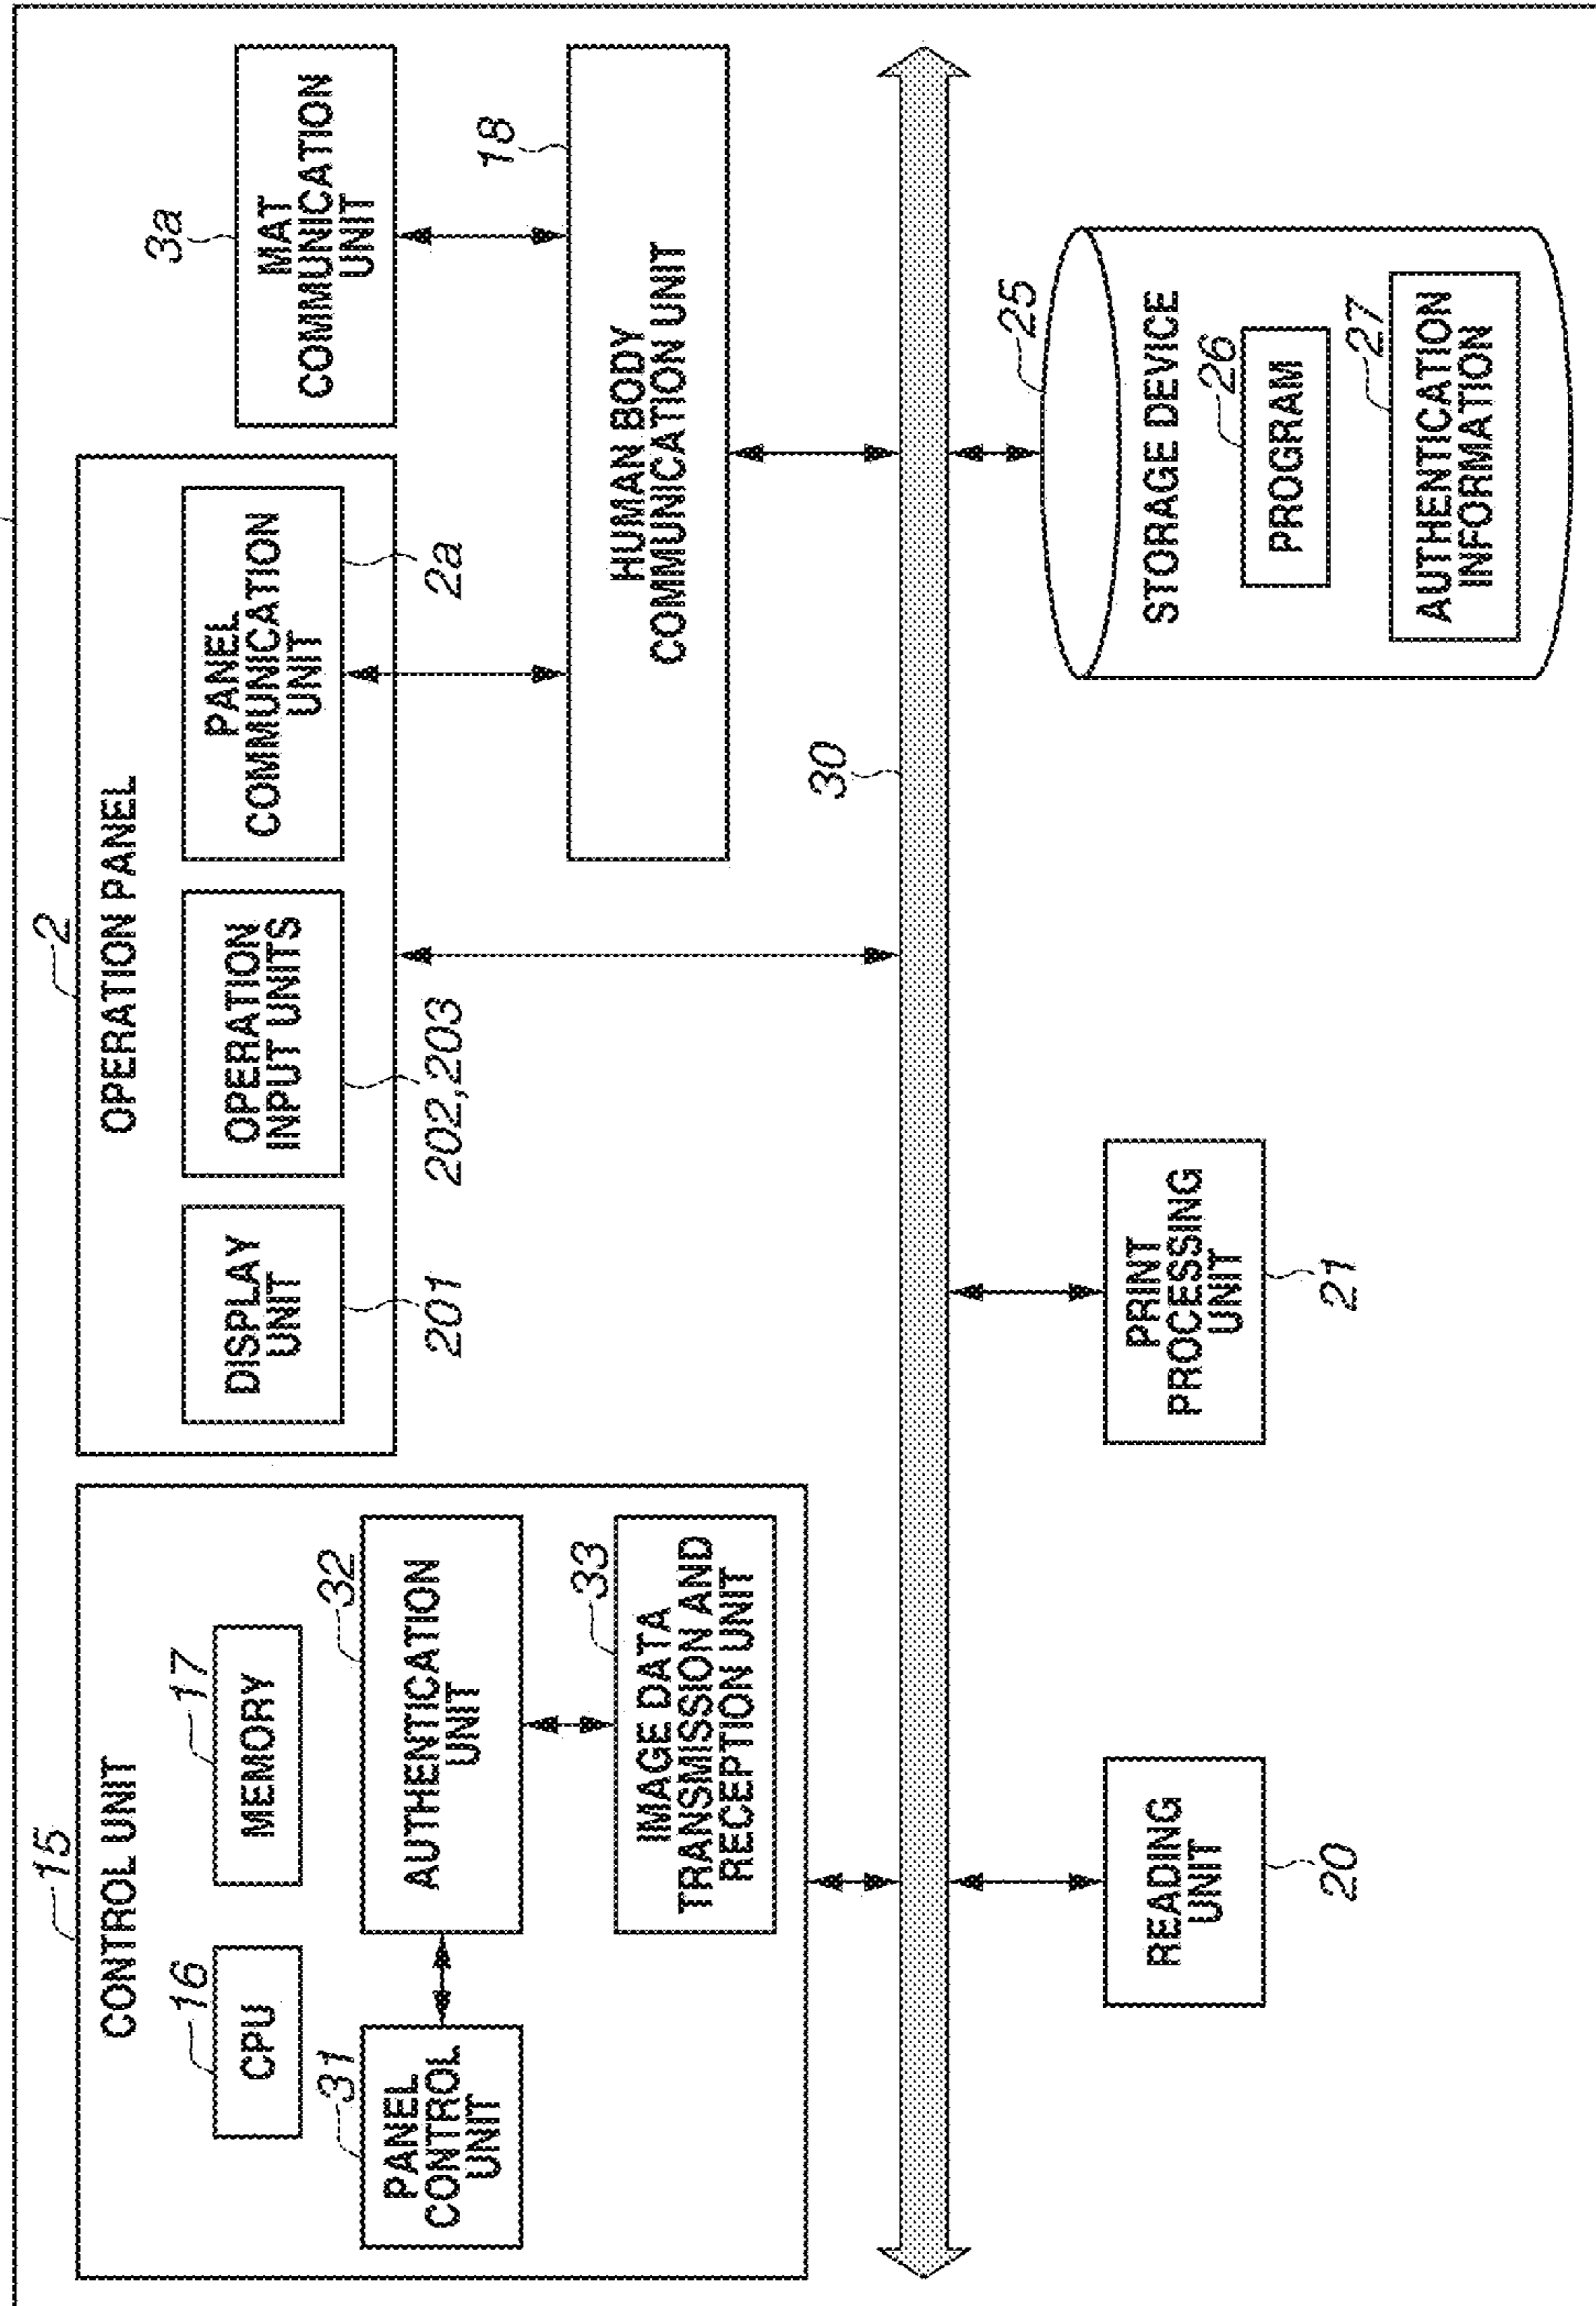 15
CONTROL UNIT
16
CPU
17
MEMORY
31
PANEL
CONTROL
UNIT
32
AUTHENTICATION
UNIT
33
IMAGE DATA
TRANSMISSION AND
RECEPTION UNIT
2
OPERATION PANEL
DISPLAY
UNIT
201
OPERATION
INPUT UNITS
202,203
PANEL
COMMUNICATION
UNIT
2a
3a
MAT
COMMUNICATION
UNIT
18
HUMAN BODY
COMMUNICATION UNIT
30
READING
UNIT
20
PRINT
PROCESSING
UNIT
21
25
STORAGE DEVICE
26
PROGRAM
27
AUTHENTICATION
INFORMATION